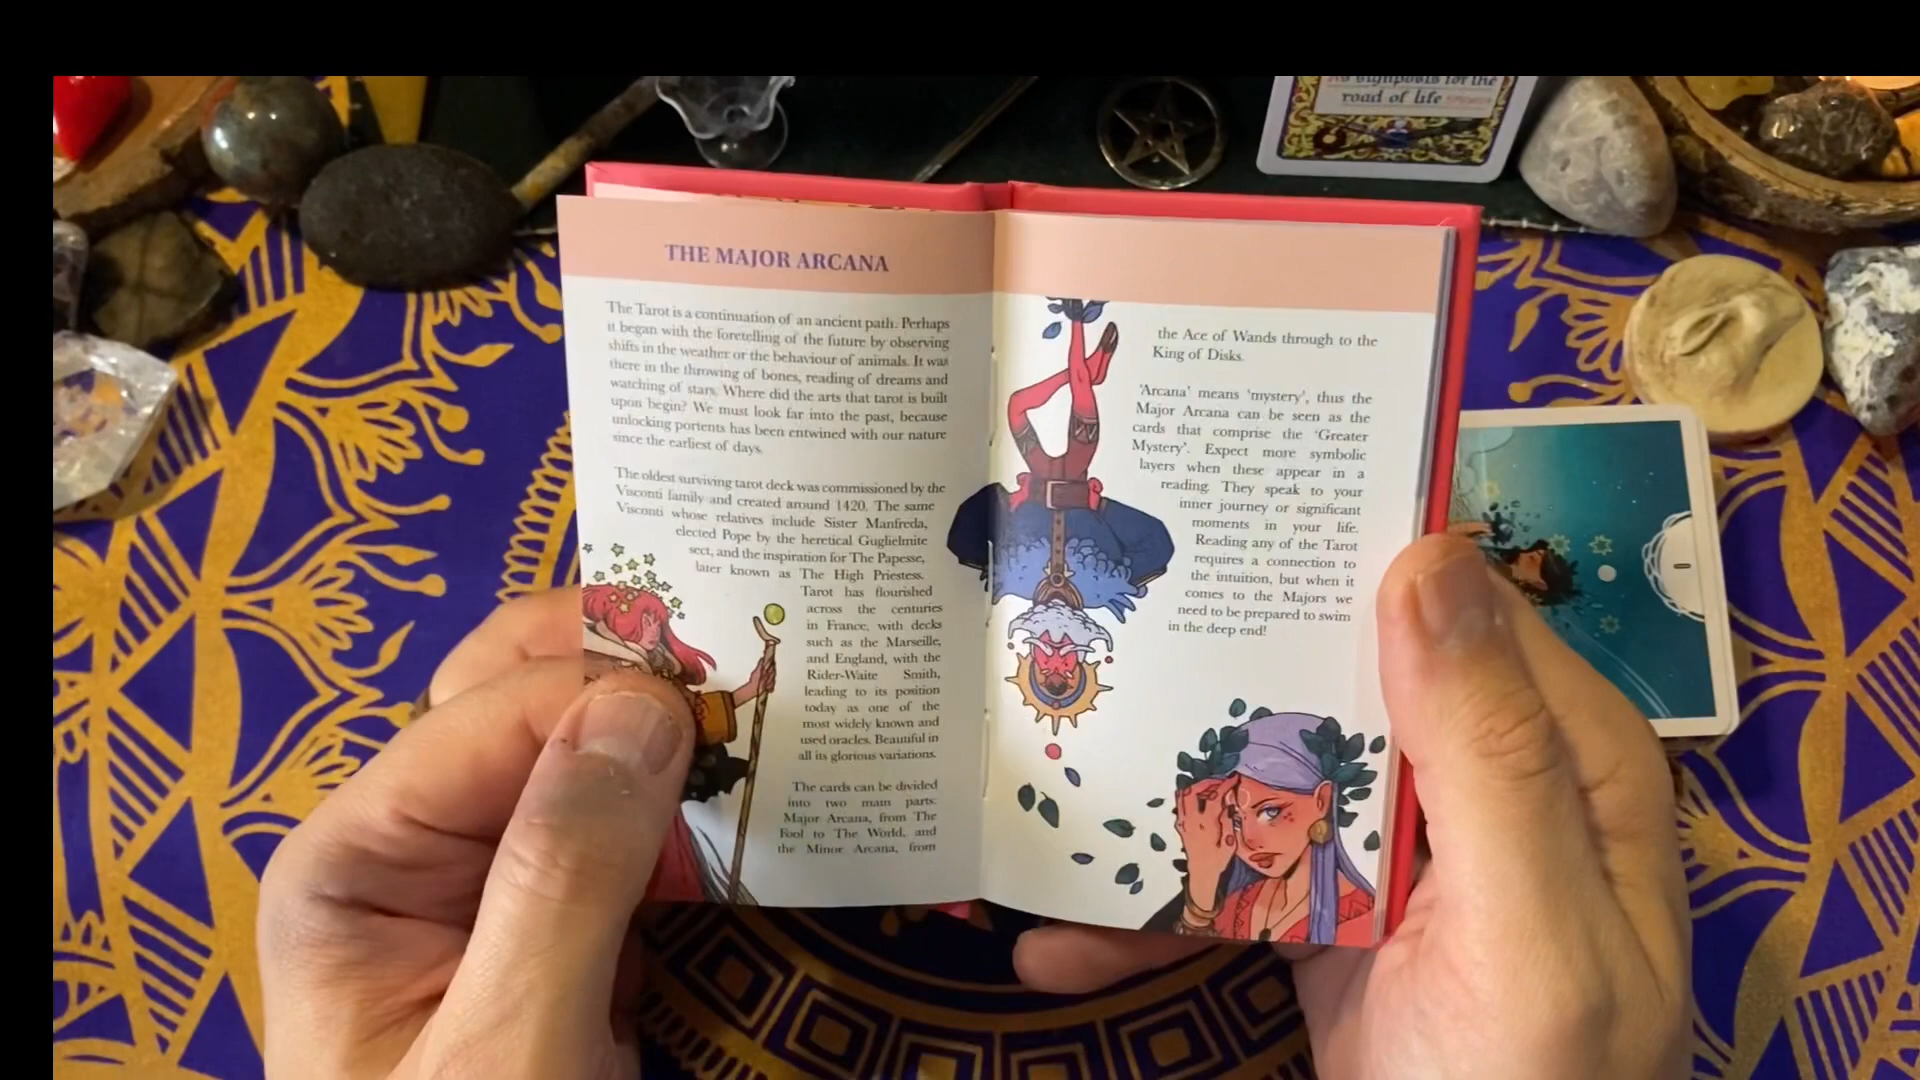 As signposts for the
road of life
THE MAJOR ARCANA
The Tarot is a continuation of an ancient path. Perhaps
it began with the foretelling of the future by observing
shifts in the weather or the behaviour of animals. It was
there in the throwing of bones, reading of dreams and
watching of stars. Where did the arts that tarot is built
upon begin? We must look far into the past, because
unlocking portents has been entwined with our nature
since the earliest of days.
The oldest surviving tarot deck was commissioned by the
Visconti family and created around 1420. The same
Visconti whose relatives include Sister Manfreda,
elected Pope by the heretical Guglielmite
sect, and the inspiration for The Papesse,
later known as The High Priestess.
Tarot has flourished
across the centuries
in France, with decks
such as the Marseille,
and England, with the
Rider-Waite Smith,
leading to its position
today as one of the
most widely known and
used oracles. Beautiful in
all its glorious variations.
The cards can be divided
into two main parts:
Major Arcana, from The
Fool to The World, and
the Minor Arcana, from
the Ace of Wands through to the
King of Disks.
'Arcana' means 'mystery', thus the
Major Arcana can be seen as the
cards that comprise the 'Greater
Mystery'. Expect more symbolic
layers when these appear in a
reading. They speak to your
inner journey or significant
moments in your life.
Reading any of the Tarot
requires a connection to
the intuition, but when it
comes to the Majors we
need to be prepared to swim
in the deep end!